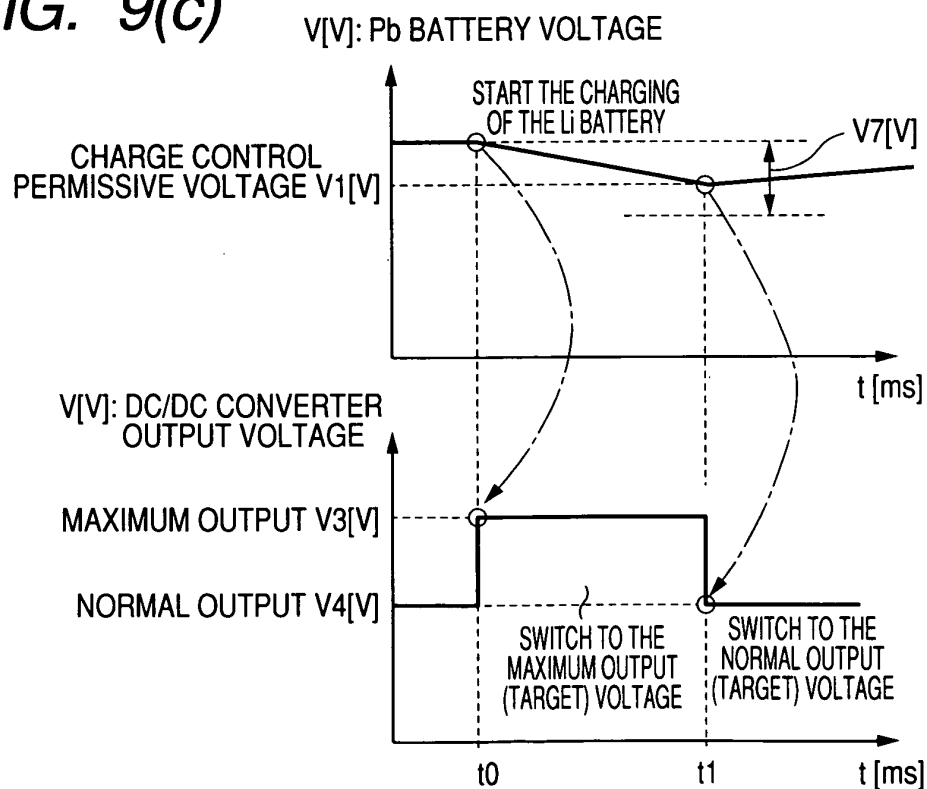 IG. 9(c)
V[V]: Pb BATTERY VOLTAGE
START THE CHARGING
OF THE Li BATTERY
V7[V]
CHARGE CONTROL
PERMISSIVE VOLTAGE V1[V]
t [ms]
V[V]: DC/DC CONVERTER
OUTPUT VOLTAGE
MAXIMUM OUTPUT V3[V]
NORMAL OUTPUT V4[V]
SWITCH TO THE
MAXIMUM OUTPUT
(TARGET) VOLTAGE
SWITCH TO THE
NORMAL OUTPUT
(TARGET) VOLTAGE
t0
t1
t [ms]